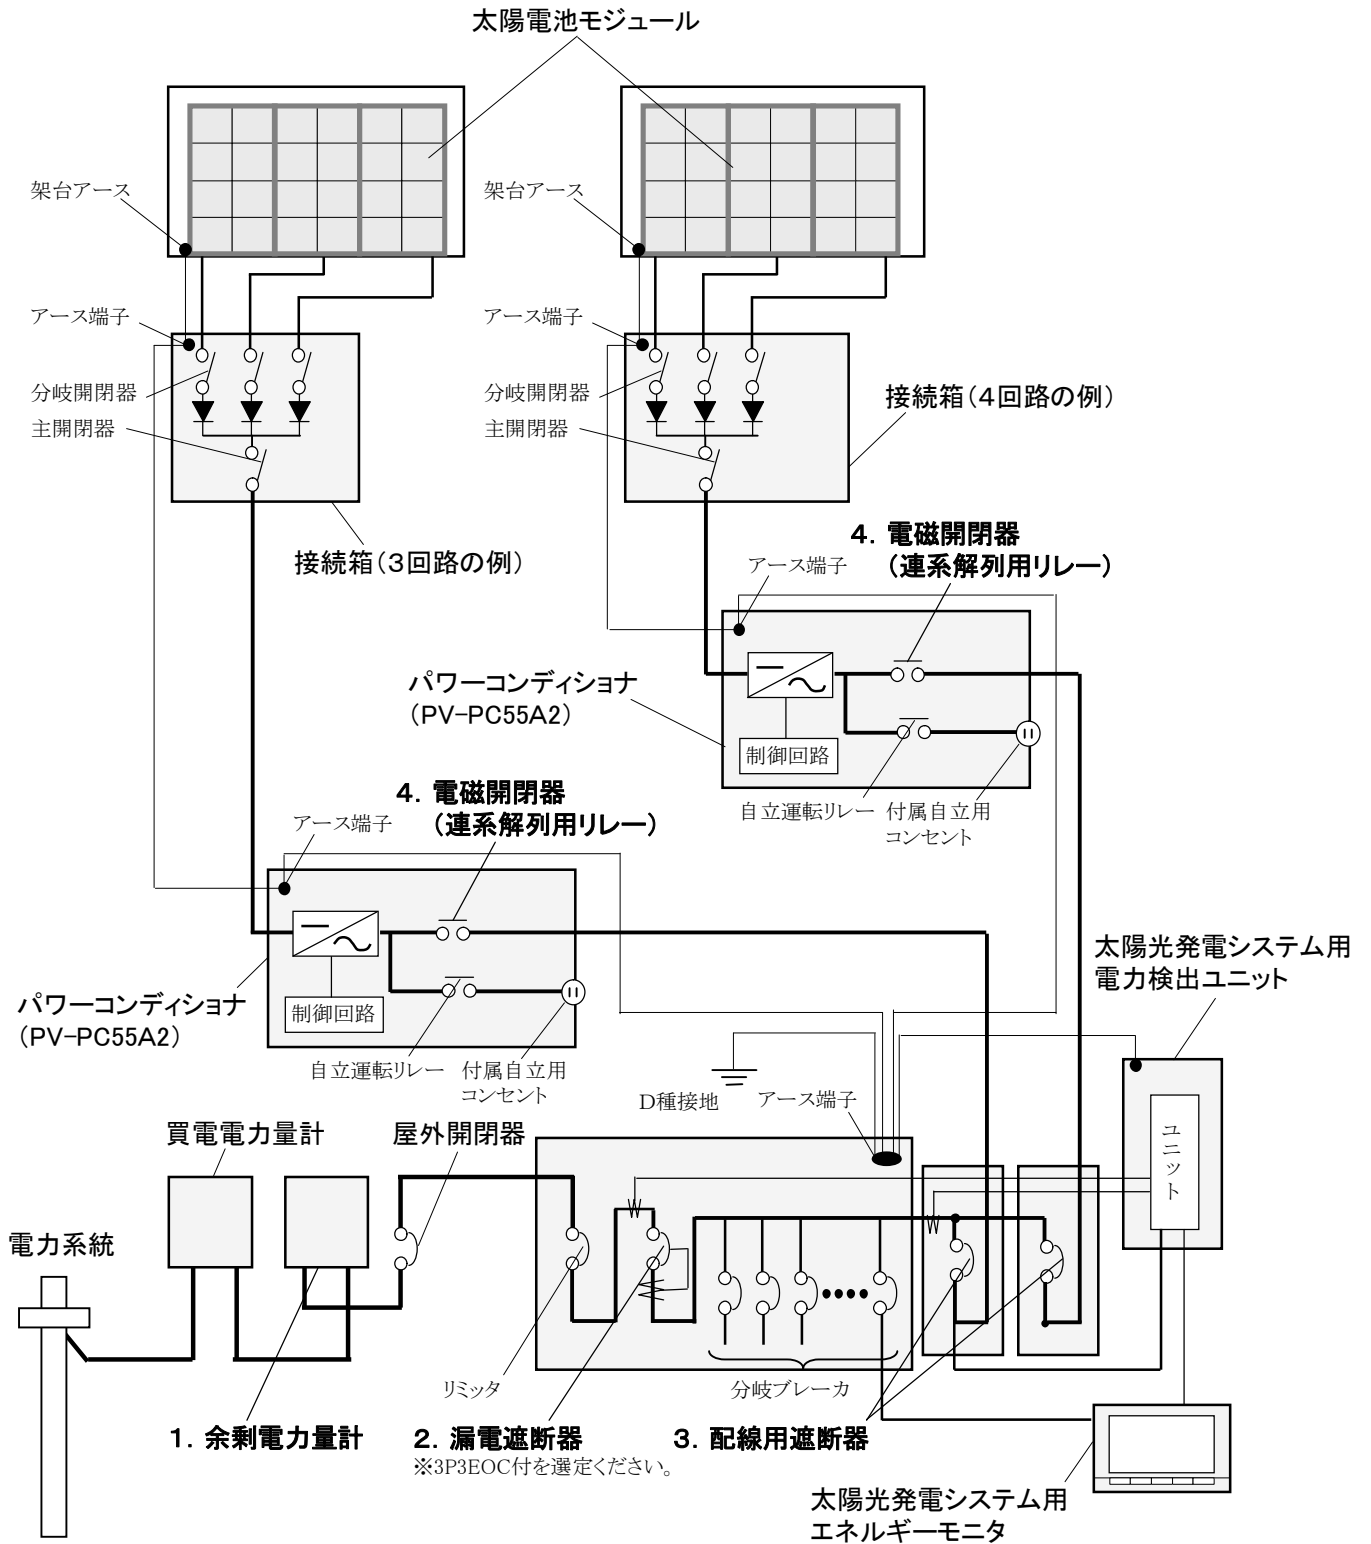 太陽電池モジュール
架台アース
架台アース
アース端子
アース端子
分岐開閉器
分岐開閉器
接続箱(4回路の例)
主開閉器
主開閉器
4. 電磁開閉器
(連系解列用リレー)
接続箱(3回路の例)
アース端子
パワーコンディショナ
(PV-PC55A2)
制御回路
4. 電磁開閉器
(連系解列用リレー)
自立運転リレー
付属自立用
コンセント
アース端子
太陽光発電システム用
電力検出ユニット
パワーコンディショナ
(PV-PC55A2)
制御回路
自立運転リレー
付属自立用
コンセント
D種接地
アース端子
買電電力量計
屋外開閉器
ユニット
電力系統
リミッタ
分岐ブレーカ
1. 余剰電力量計
2. 漏電遮断器
※3P3EOC付を選定ください。
3. 配線用遮断器
太陽光発電システム用
エネルギーモニタ